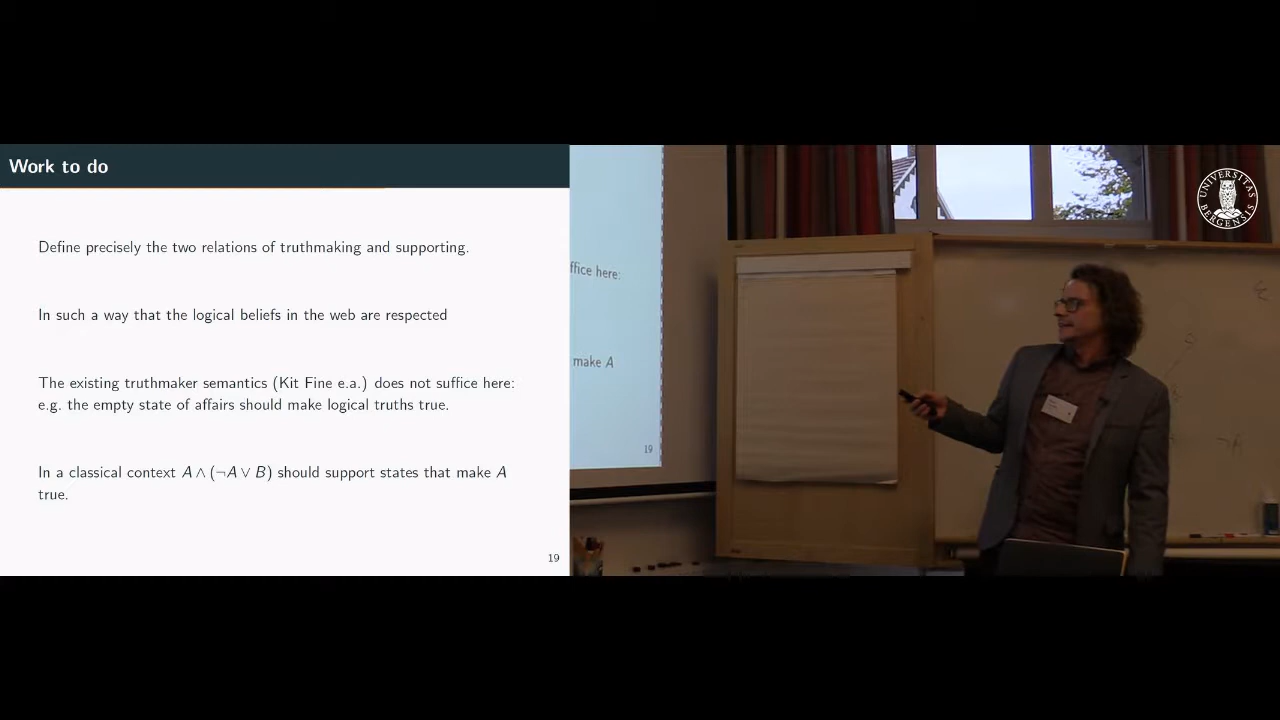 Work to do
Define precisely the two relations of truthmaking and supporting.
In such a way that the logical beliefs in the web are respected
The existing truthmaker semantics (Kit Fine e.a.) does not suffice here:
e.g. the empty state of affairs should make logical truths true.
In a classical context A ∧ (¬A ∨ B) should support states that make A
true.
19
ffice here:
make A
19
UNIVERSITAS
BERGENSIS
¬A